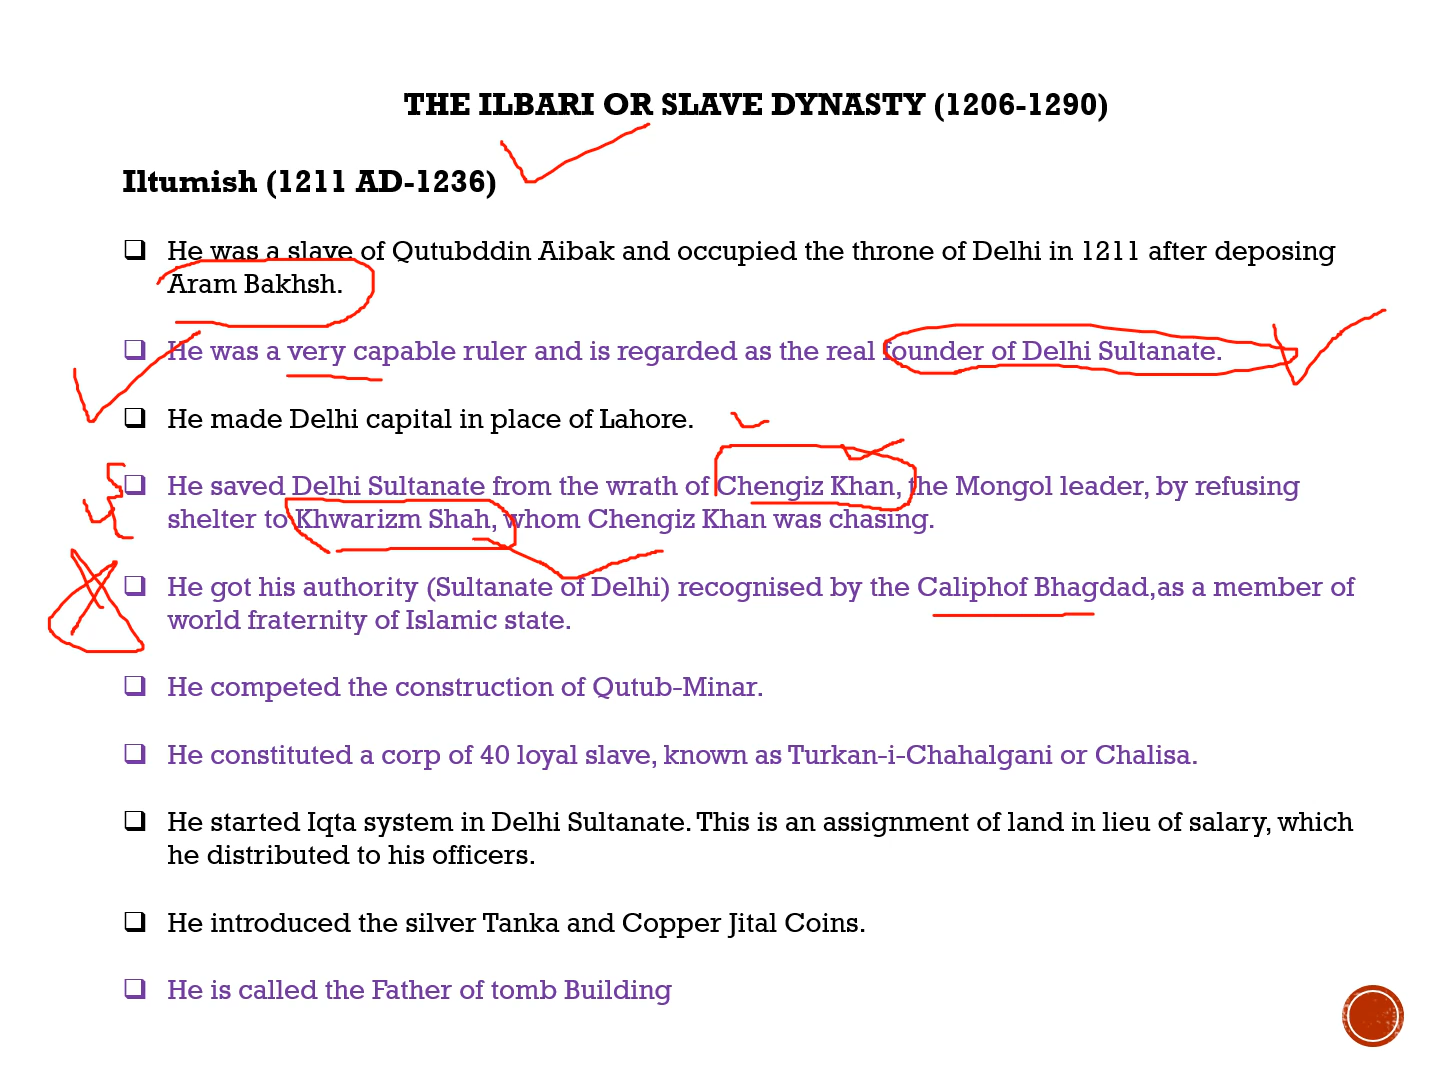 THE ILBARI OR SLAVE DYNASTY (1206-1290)
Iltumish (1211 AD-1236)
He was a slave of Qutubddin Aibak and occupied the throne of Delhi in 1211 after deposing
Aram Bakhsh.
He was a very capable ruler and is regarded as the real founder of Delhi Sultanate.
He made Delhi capital in place of Lahore.
He saved Delhi Sultanate from the wrath of Chengiz Khan, the Mongol leader, by refusing
shelter to Khwarizm Shah, whom Chengiz Khan was chasing.
He got his authority (Sultanate of Delhi) recognised by the Caliphof Bhagdad,as a member of
world fraternity of Islamic state.
He competed the construction of Qutub-Minar.
He constituted a corp of 40 loyal slave, known as Turkan-i-Chahalgani or Chalisa.
He started Iqta system in Delhi Sultanate. This is an assignment of land in lieu of salary, which
he distributed to his officers.
He introduced the silver Tanka and Copper Jital Coins.
He is called the Father of tomb Building